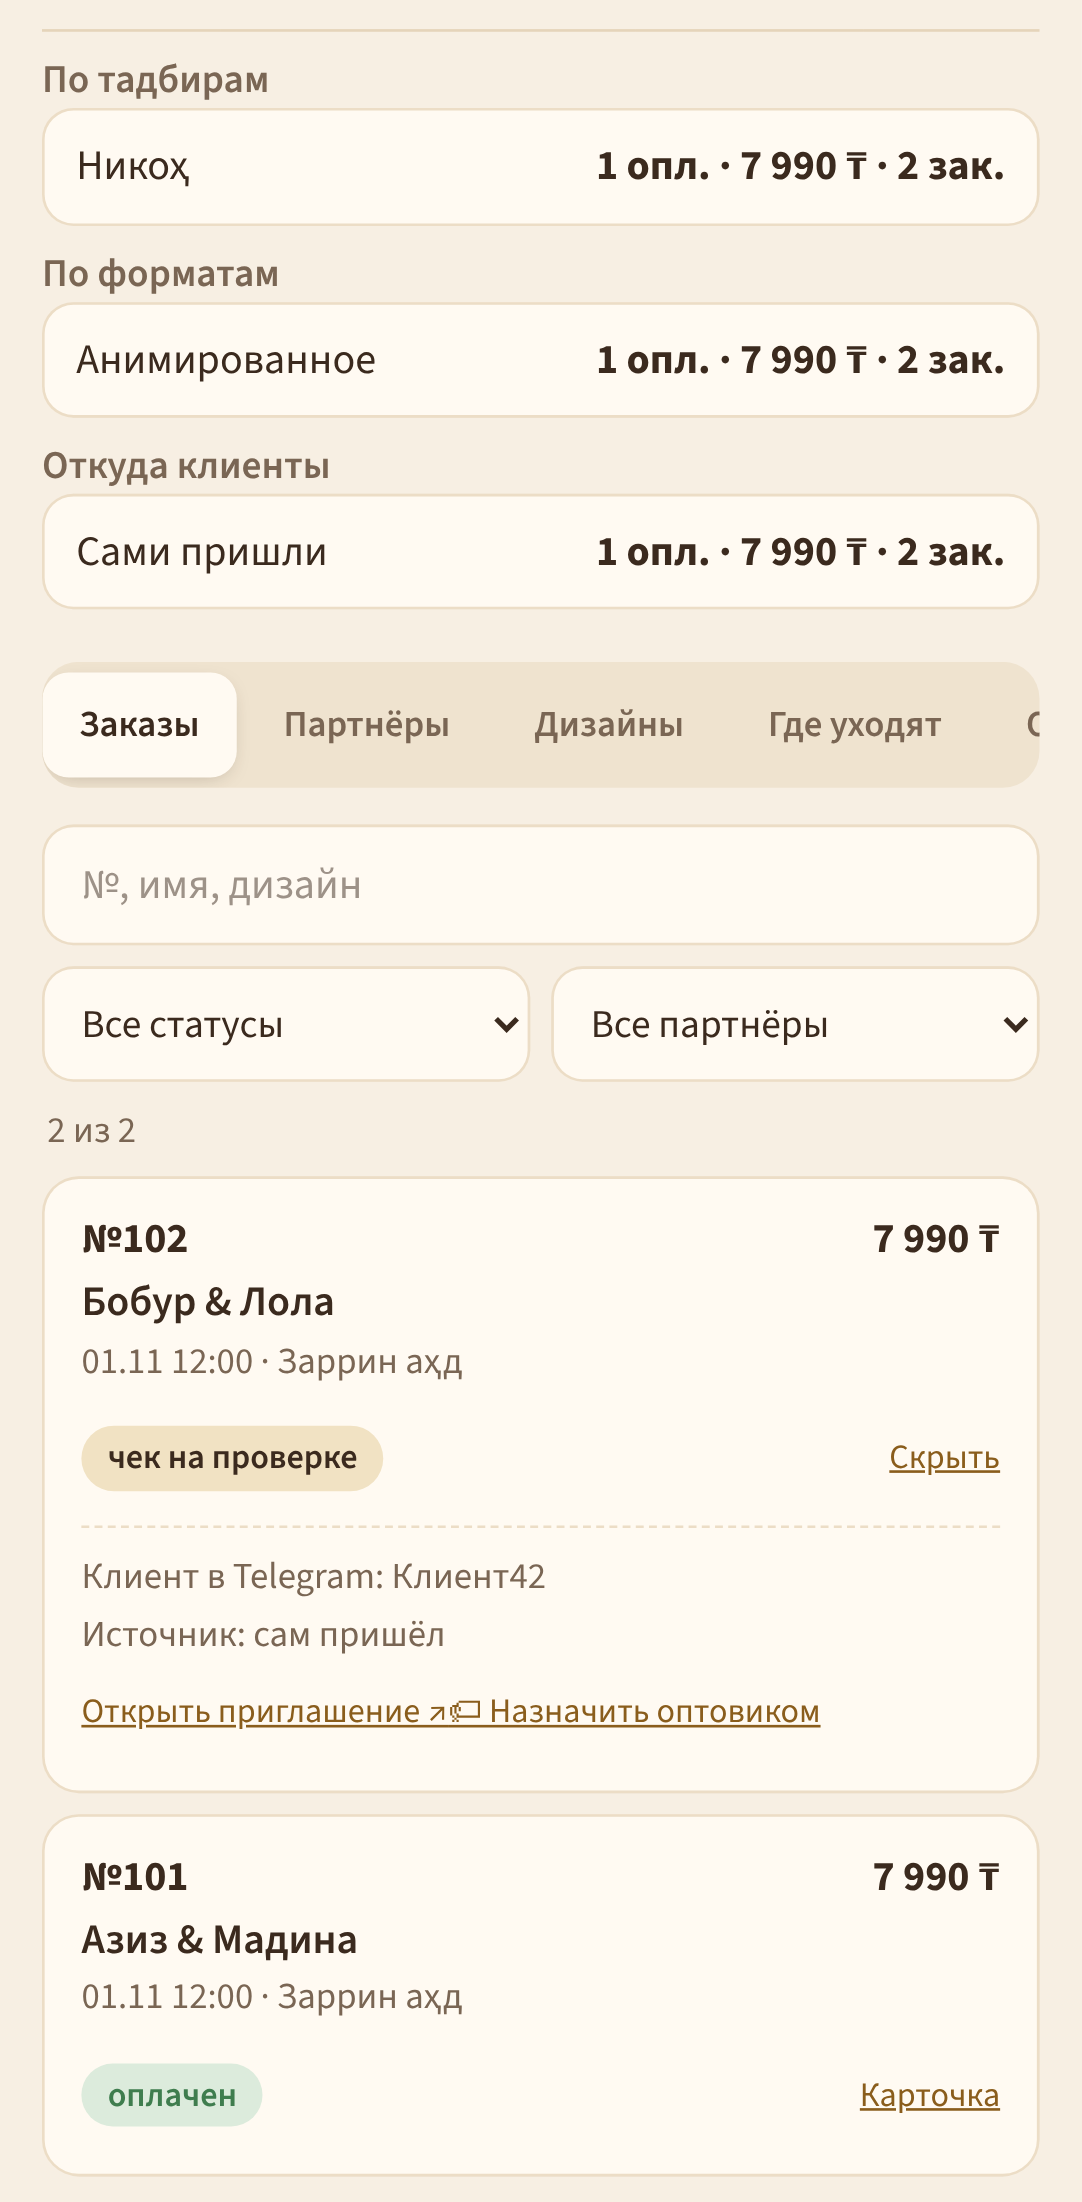 По тадбирам
Никоҳ 1 опл. · 7 990 ₸ · 2 зак.
По форматам
Анимированное 1 опл. · 7 990 ₸ · 2 зак.
Откуда клиенты
Сами пришли 1 опл. · 7 990 ₸ · 2 зак.
Заказы Партнёры Дизайны Где уходят
№, имя, дизайн
Все статусы Все партнёры
2 из 2
№102 7 990 ₸
Бобур & Лола
01.11 12:00 · Заррин аҳд
чек на проверке Скрыть
Клиент в Telegram: Клиент42
Источник: сам пришёл
Открыть приглашение ↗🏷 Назначить оптовиком
№101 7 990 ₸
Азиз & Мадина
01.11 12:00 · Заррин аҳд
оплачен Карточка